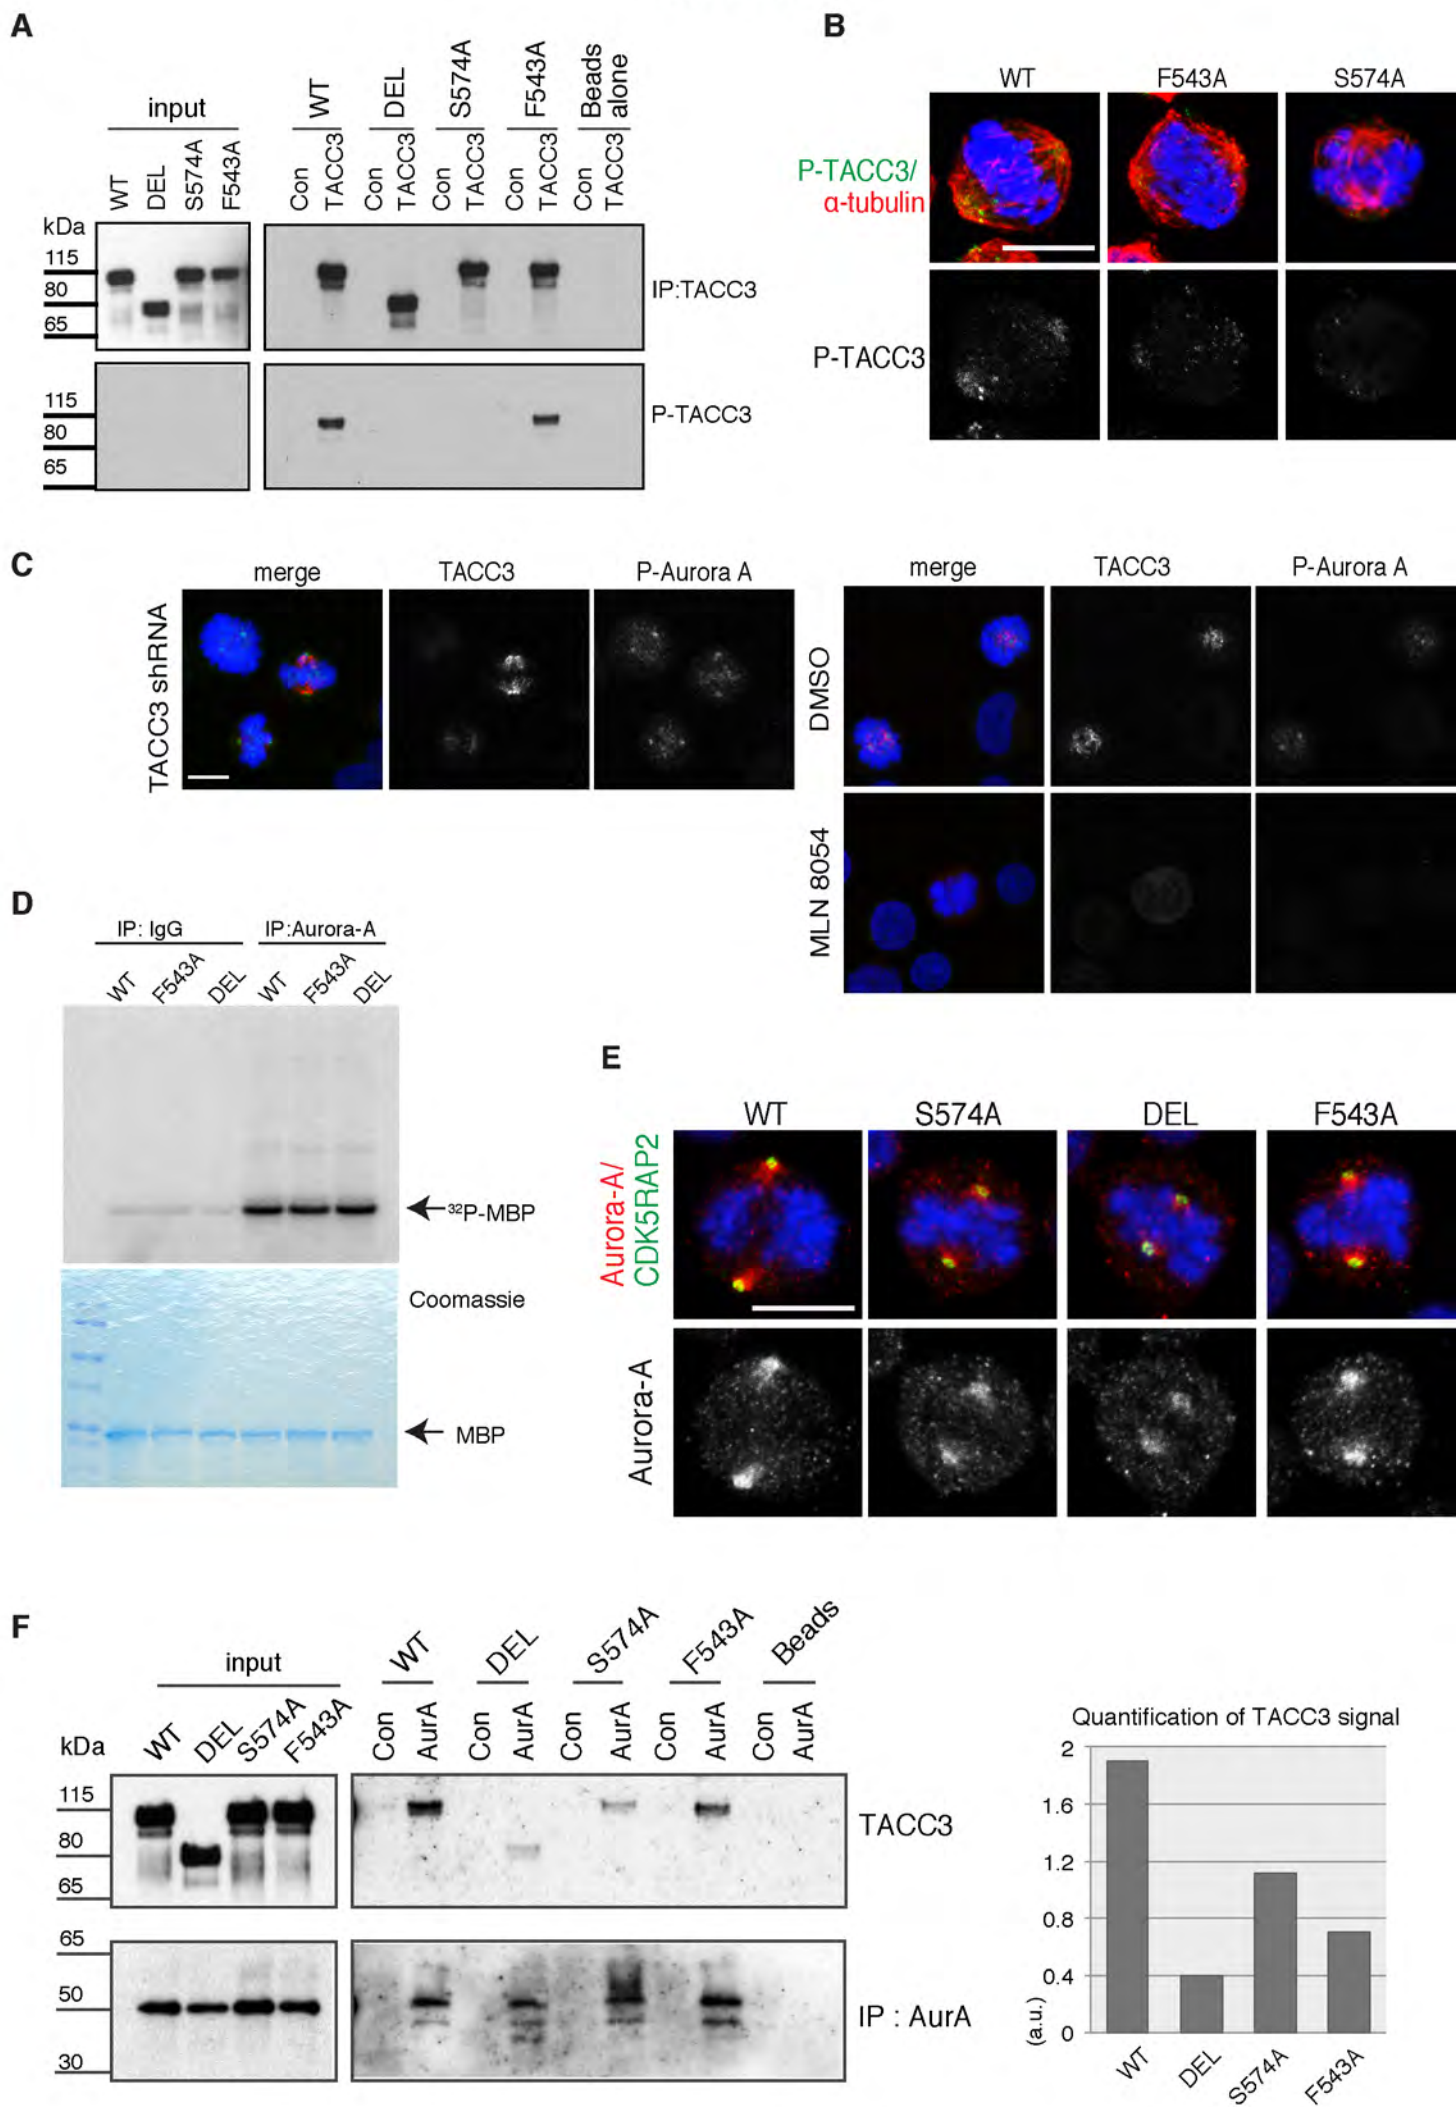 A
input
WT
DEL
S574A
F543A
WT
DEL
S574A
F543A
Beads alone
Con
TACC3
Con
TACC3
Con
TACC3
Con
TACC3
Con
TACC3
kDa
115
80
65
IP:TACC3
115
80
65
P-TACC3
B
WT
F543A
S574A
P-TACC3/
α-tubulin
P-TACC3
C
merge
TACC3
P-Aurora A
TACC3 shRNA
merge
TACC3
P-Aurora A
DMSO
MLN 8054
D
IP: IgG
IP:Aurora-A
WT
F543A
DEL
WT
F543A
DEL
32P-MBP
Coomassie
MBP
E
WT
S574A
DEL
F543A
Aurora-A/
CDK5RAP2
Aurora-A
F
input
WT
DEL
S574A
F543A
WT
DEL
S574A
F543A
Beads
Con
AurA
Con
AurA
Con
AurA
Con
AurA
Con
AurA
kDa
115
80
65
TACC3
65
50
30
IP : AurA
Quantification of TACC3 signal
2
1.6
1.2
0.8
0.4
0
(a.u.)
WT
DEL
S574A
F543A